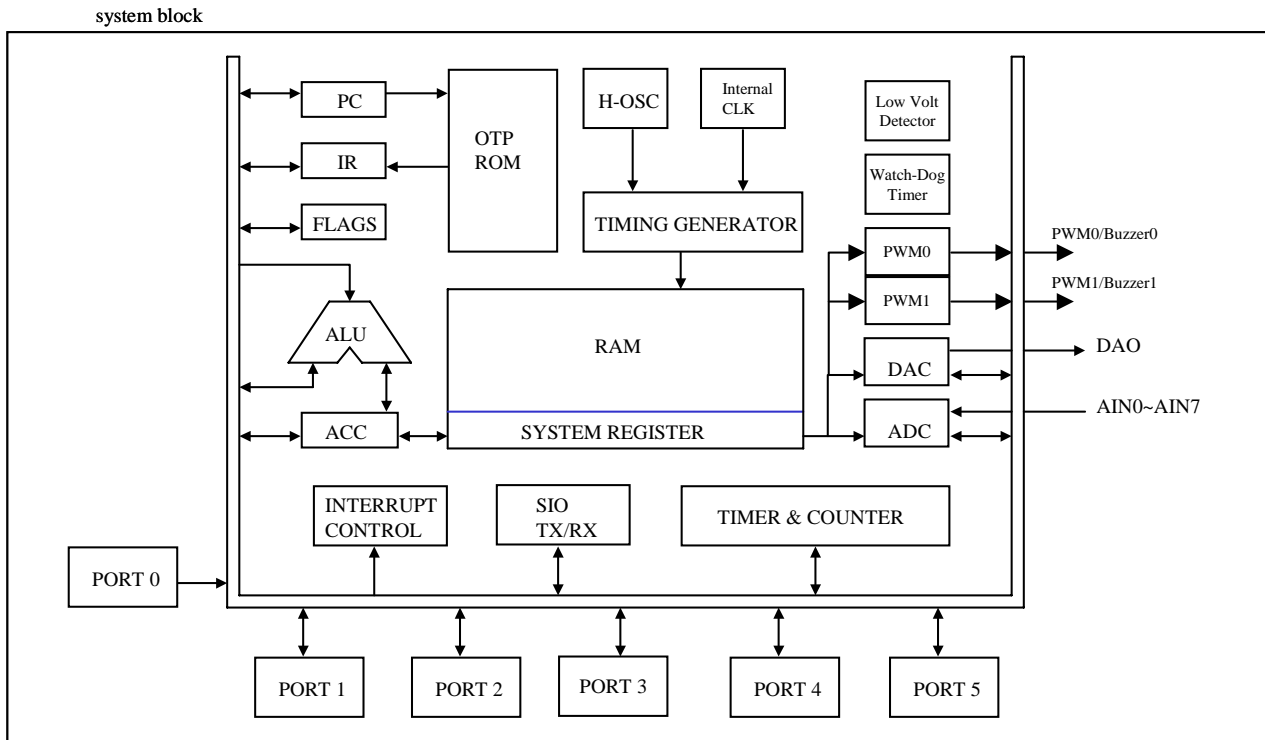 system block
PC
IR
FLAGS
OTP
ROM
H-OSC
Internal
CLK
Low Volt
Detector
Watch-Dog
Timer
TIMING GENERATOR
PWM0
PWM0/Buzzer0
PWM1
PWM1/Buzzer1
ALU
RAM
DAC
DAO
ACC
SYSTEM REGISTER
ADC
AIN0~AIN7
INTERRUPT
CONTROL
SIO
TX/RX
TIMER & COUNTER
PORT 0
PORT 1
PORT 2
PORT 3
PORT 4
PORT 5